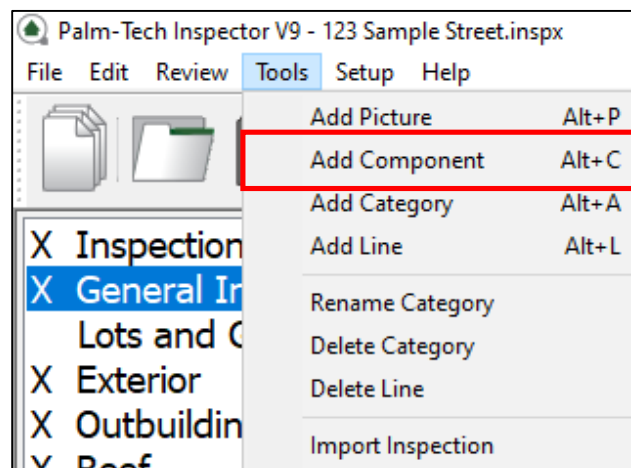 Palm-Tech Inspector V9 - 123 Sample Street.inspx
File Edit Review Tools Setup Help
Add Picture Alt+P
Add Component Alt+C
Add Category Alt+A
Add Line Alt+L
Rename Category
Delete Category
Delete Line
Import Inspection
X Inspection
X General
Lots and
X Exterior
X
X Roof